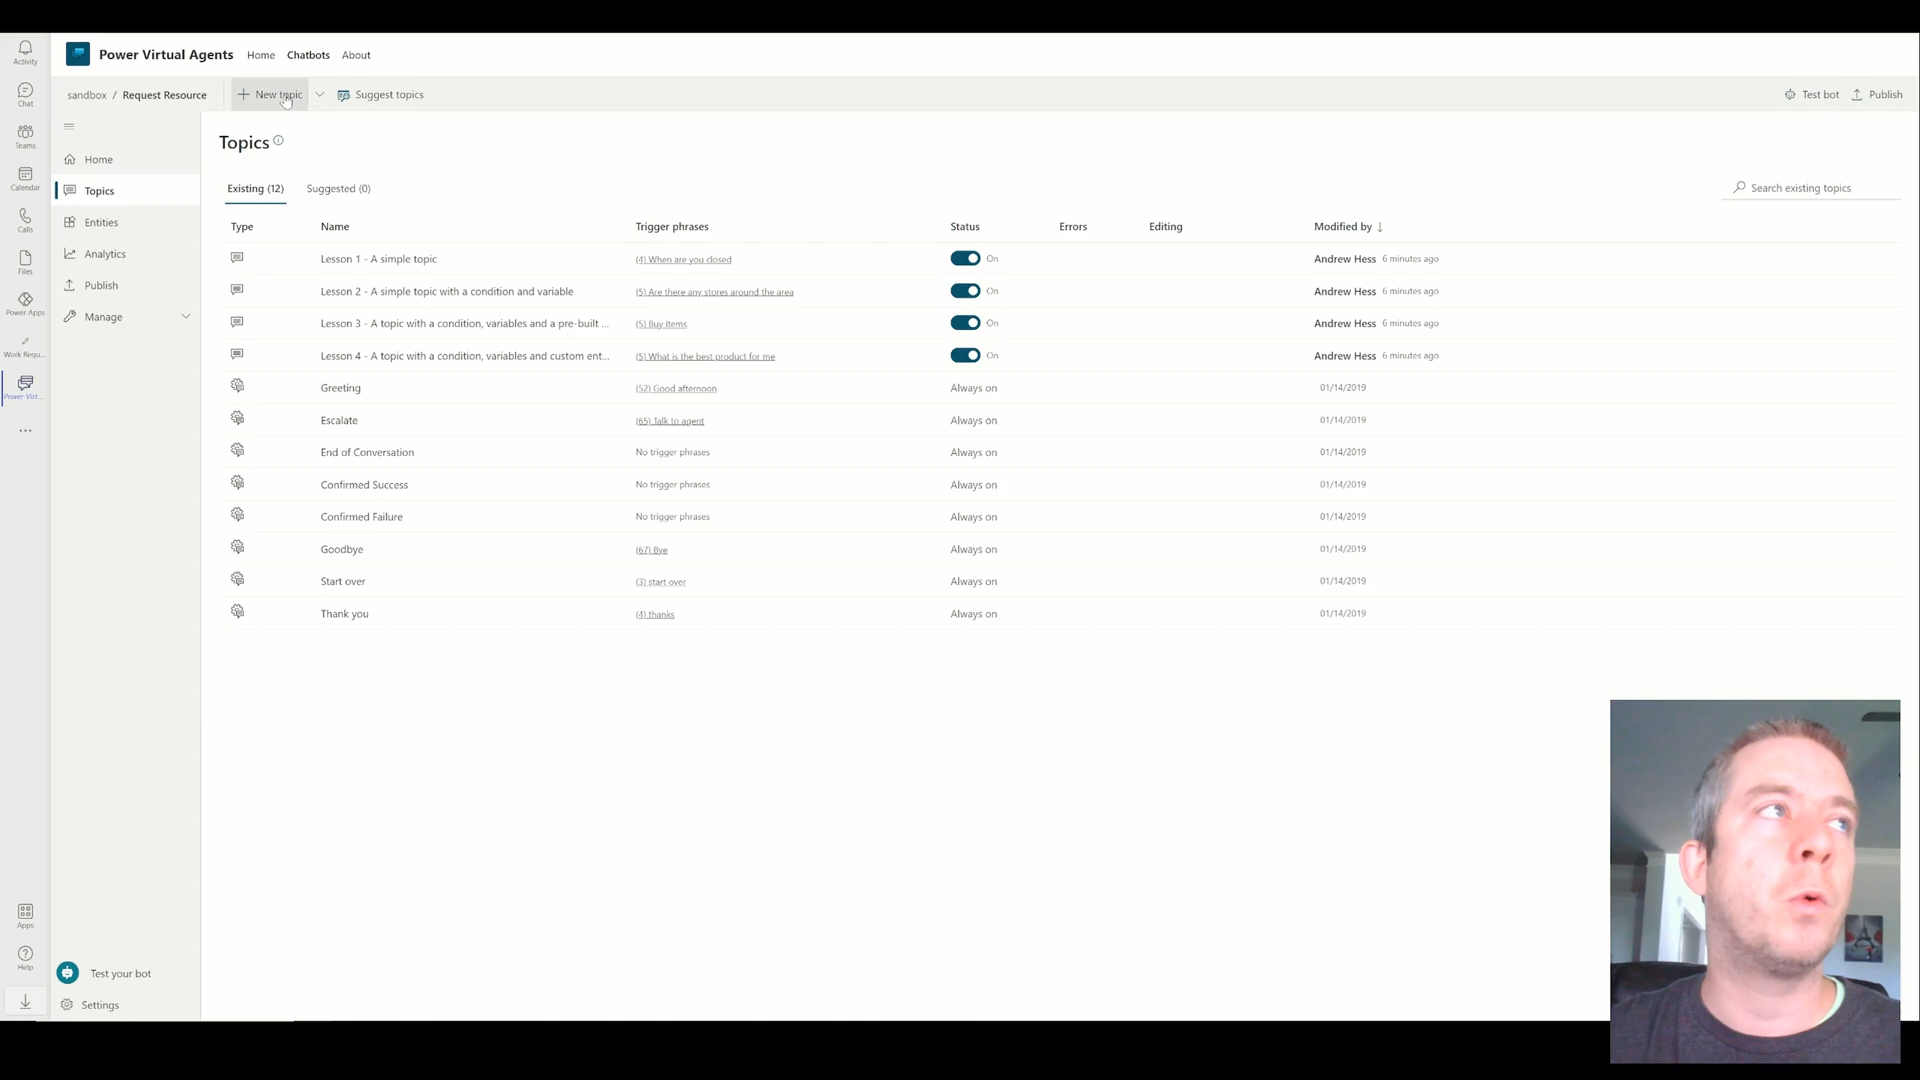 Activity
Chat
Teams
Calendar
Calls
Files
Power Apps
Work Requ...
Power Virt...
...
Apps
Help
Power Virtual Agents Home Chatbots About
sandbox / Request Resource + New topic Suggest topics Test bot Publish
Home
Topics
Entities
Analytics
Publish
Manage
Test your bot
Settings
Topics
Existing (12) Suggested (0) Search existing topics
Type Name Trigger phrases Status Errors Editing Modified by ↓
Lesson 1 - A simple topic (4) When are you closed On Andrew Hess 6 minutes ago
Lesson 2 - A simple topic with a condition and variable (5) Are there any stores around the area On Andrew Hess 6 minutes ago
Lesson 3 - A topic with a condition, variables and a pre-built ... (5) Buy items On Andrew Hess 6 minutes ago
Lesson 4 - A topic with a condition, variables and custom ent... (5) What is the best product for me On Andrew Hess 6 minutes ago
Greeting (52) Good afternoon Always on 01/14/2019
Escalate (65) Talk to agent Always on 01/14/2019
End of Conversation No trigger phrases Always on 01/14/2019
Confirmed Success No trigger phrases Always on 01/14/2019
Confirmed Failure No trigger phrases Always on 01/14/2019
Goodbye (67) Bye Always on 01/14/2019
Start over (3) start over Always on 01/14/2019
Thank you (4) thanks Always on 01/14/2019